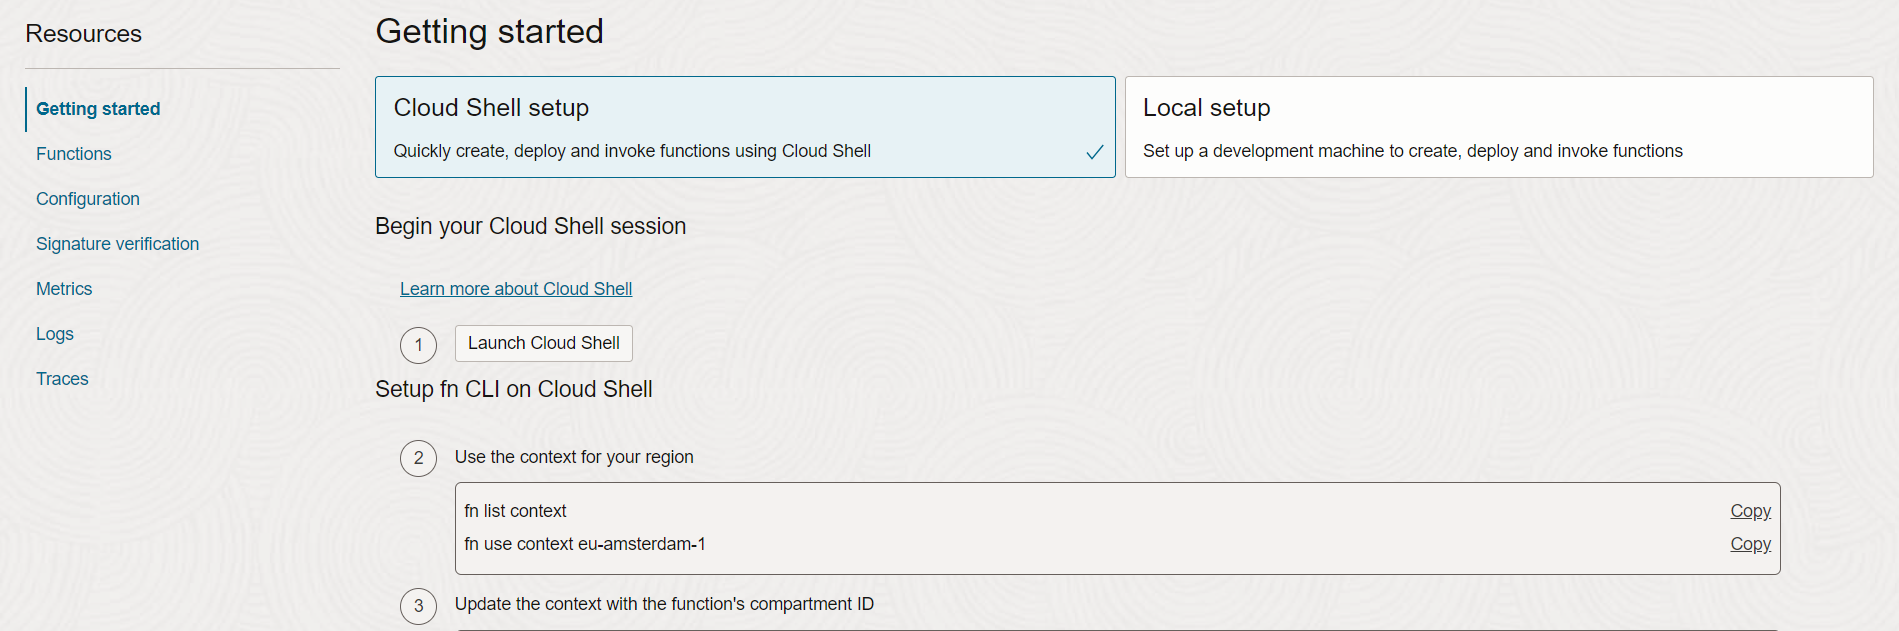 Resources
Getting started
Functions
Configuration
Signature verification
Metrics
Logs
Traces
Getting started
Cloud Shell setup
Quickly create, deploy and invoke functions using Cloud Shell
Local setup
Set up a development machine to create, deploy and invoke functions
Begin your Cloud Shell session
Learn more about Cloud Shell
1 Launch Cloud Shell
Setup fn CLI on Cloud Shell
2 Use the context for your region
fn list context Copy
fn use context eu-amsterdam-1 Copy
3 Update the context with the function's compartment ID